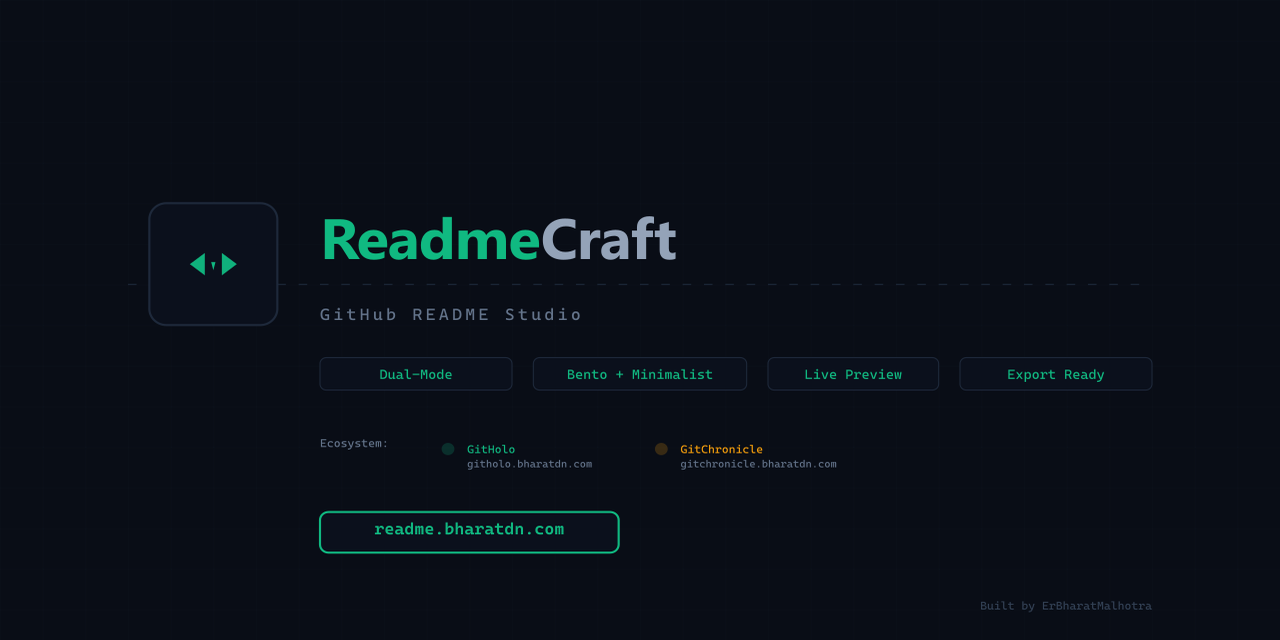 ReadmeCraft
GitHub README Studio
Dual-Mode
Bento + Minimalist
Live Preview
Export Ready
Ecosystem:
GitHolo
githolo.bharatdn.com
GitChronicle
gitchronicle.bharatdn.com
readme.bharatdn.com
Built by ErBharatMalhotra